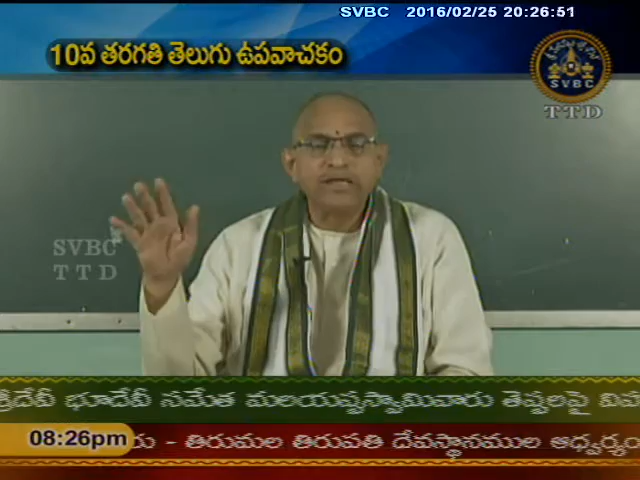 SVBC 2016/02/25 20:26:51
10వ తరగతి తెలుగు ఉపవాచకం
SVBC
TTD
SVBC
TTD
శ్రీదేవీ భూదేవీ సమేత మలయప్పస్వామివారు తెప్పలపై
08:26pm
- తిరుమల తిరుపతి దేవస్థానముల ఆధ్వర్యం